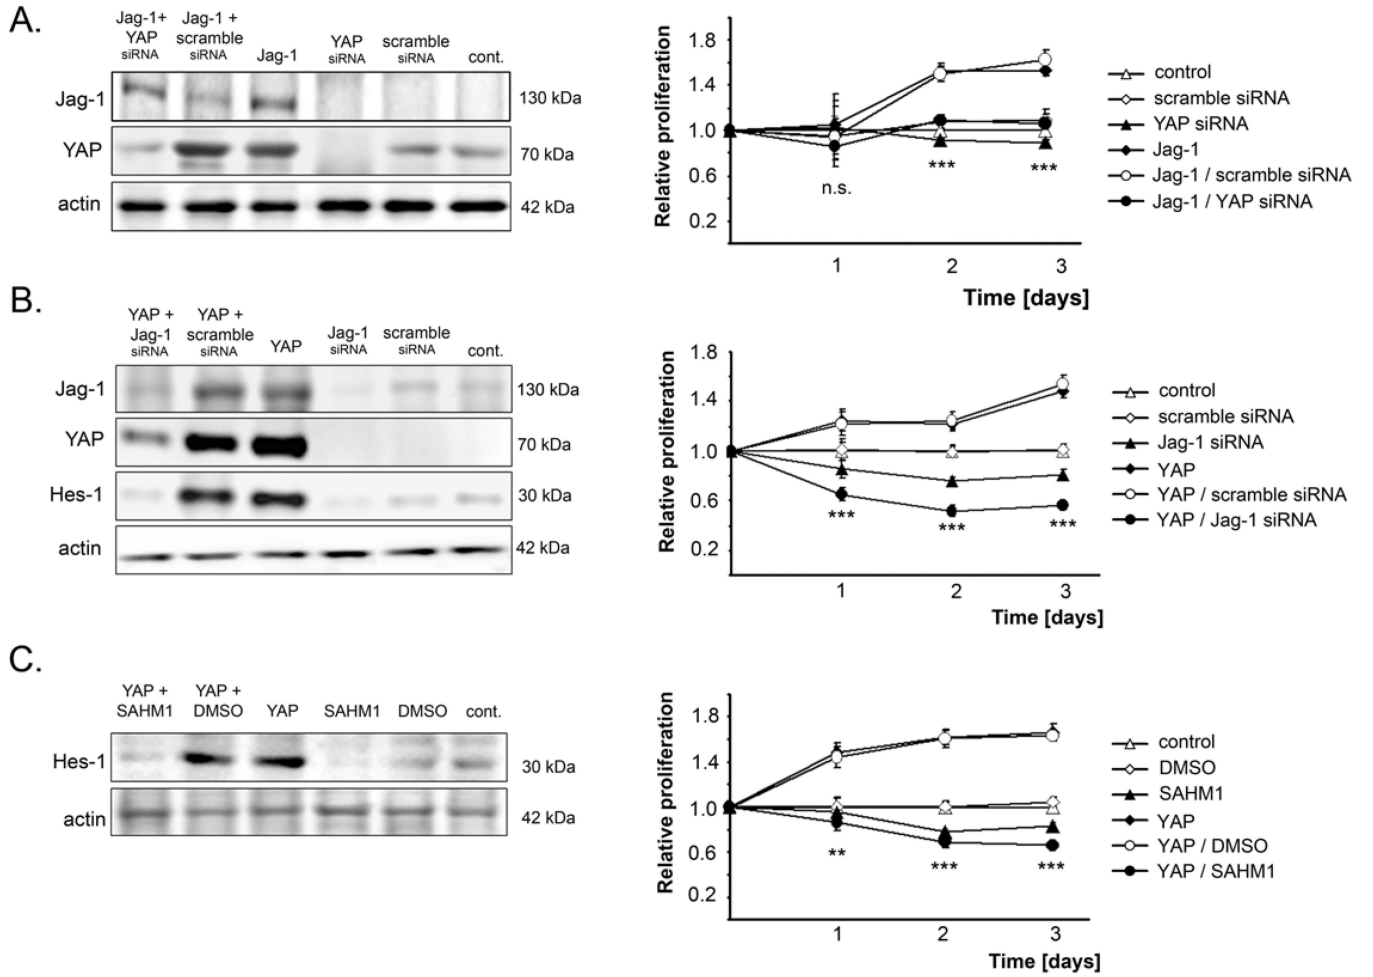 A.
Jag-1+ YAP siRNA
Jag-1 + scramble siRNA
Jag-1
YAP siRNA
scramble siRNA
cont.
Jag-1
130 kDa
YAP
70 kDa
actin
42 kDa
Relative proliferation
1.8
1.4
1.0
0.6
0.2
n.s.
***
***
1 2 3
Time [days]
control
scramble siRNA
YAP siRNA
Jag-1
Jag-1 / scramble siRNA
Jag-1 / YAP siRNA
B.
YAP + Jag-1 siRNA
YAP + scramble siRNA
YAP
Jag-1 siRNA
scramble siRNA
cont.
Jag-1
130 kDa
YAP
70 kDa
Hes-1
30 kDa
actin
42 kDa
Relative proliferation
1.8
1.4
1.0
0.6
0.2
***
***
***
1 2 3
Time [days]
control
scramble siRNA
Jag-1 siRNA
YAP
YAP / scramble siRNA
YAP / Jag-1 siRNA
C.
YAP + SAHM1
YAP + DMSO
YAP
SAHM1
DMSO
cont.
Hes-1
30 kDa
actin
42 kDa
Relative proliferation
1.8
1.4
1.0
0.6
0.2
**
***
***
1 2 3
Time [days]
control
DMSO
SAHM1
YAP
YAP / DMSO
YAP / SAHM1